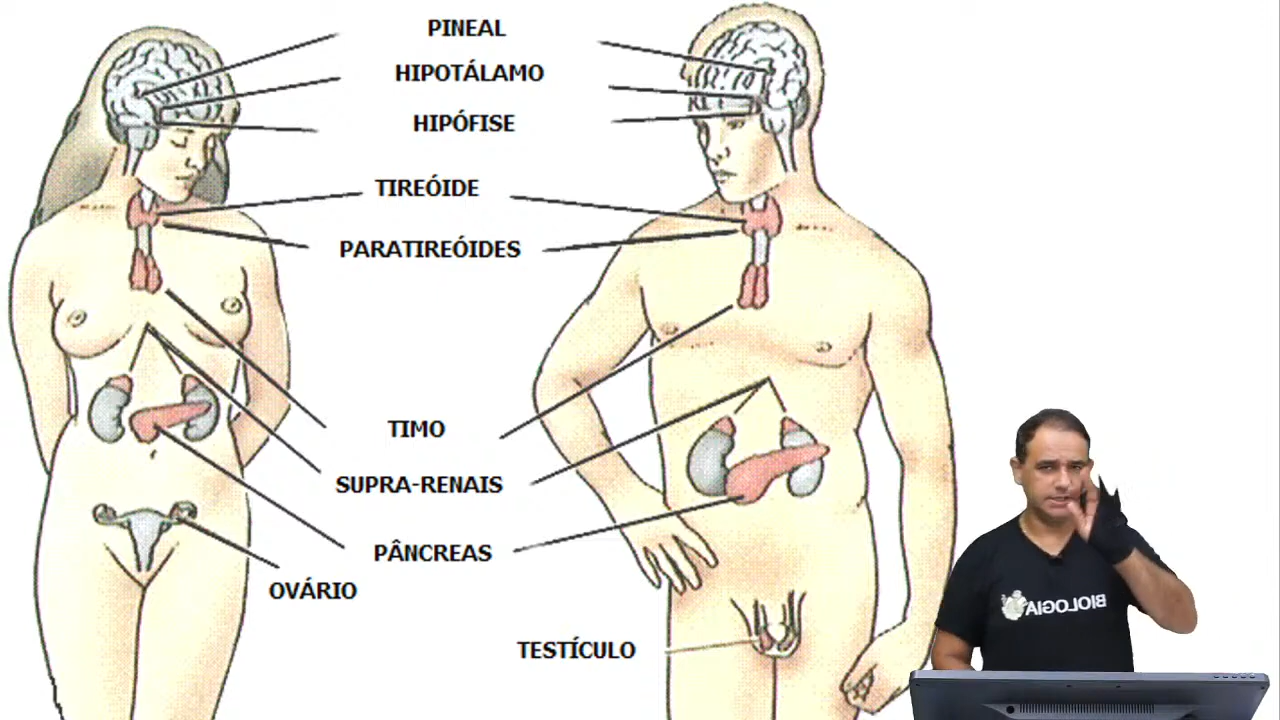 PINEAL
HIPOTÁLAMO
HIPÓFISE
TIREÓIDE
PARATIREÓIDES
TIMO
SUPRA-RENAIS
PÂNCREAS
OVÁRIO
TESTÍCULO
BIOLOGIA